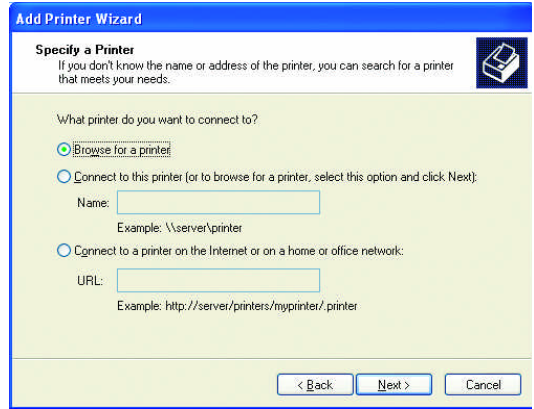 Add Printer Wizard
Specify a Printer
If you don't know the name or address of the printer, you can search for a printer
that meets your needs.
What printer do you want to connect to?
Browse for a printer
Connect to this printer (or to browse for a printer, select this option and click Next):
Name:
Example: \\server\printer
Connect to a printer on the Internet or on a home or office network:
URL:
Example: http://server/printers/myprinter/.printer
< Back Next > Cancel